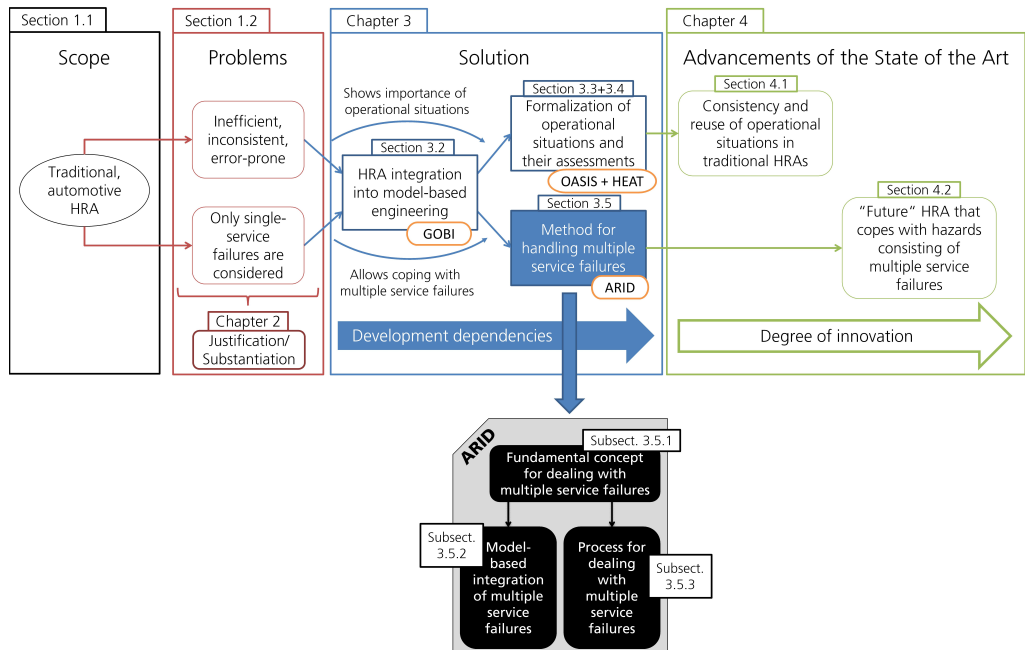 Section 1.1
Scope
Traditional,
automotive
HRA
Section 1.2
Problems
Inefficient,
inconsistent,
error-prone
Only single-
service
failures are
considered
Chapter 2
Justification/
Substantiation
Chapter 3
Solution
Shows importance of
operational situations
Section 3.2
HRA integration
into model-based
engineering
GOBI
Allows coping with
multiple service failures
Section 3.3+3.4
Formalization of
operational
situations and
their assessments
OASIS + HEAT
Section 3.5
Method for
handling multiple
service failures
ARID
Development dependencies
Chapter 4
Advancements of the State of the Art
Section 4.1
Consistency and
reuse of operational
situations in
traditional HRAs
Section 4.2
“Future” HRA that
copes with hazards
consisting of
multiple service
failures
Degree of innovation
ARID
Subsect. 3.5.1
Fundamental concept
for dealing with
multiple service failures
Subsect.
3.5.2
Model-
based
integration
of multiple
service
failures
Process for
dealing
with
multiple
service
failures
Subsect.
3.5.3